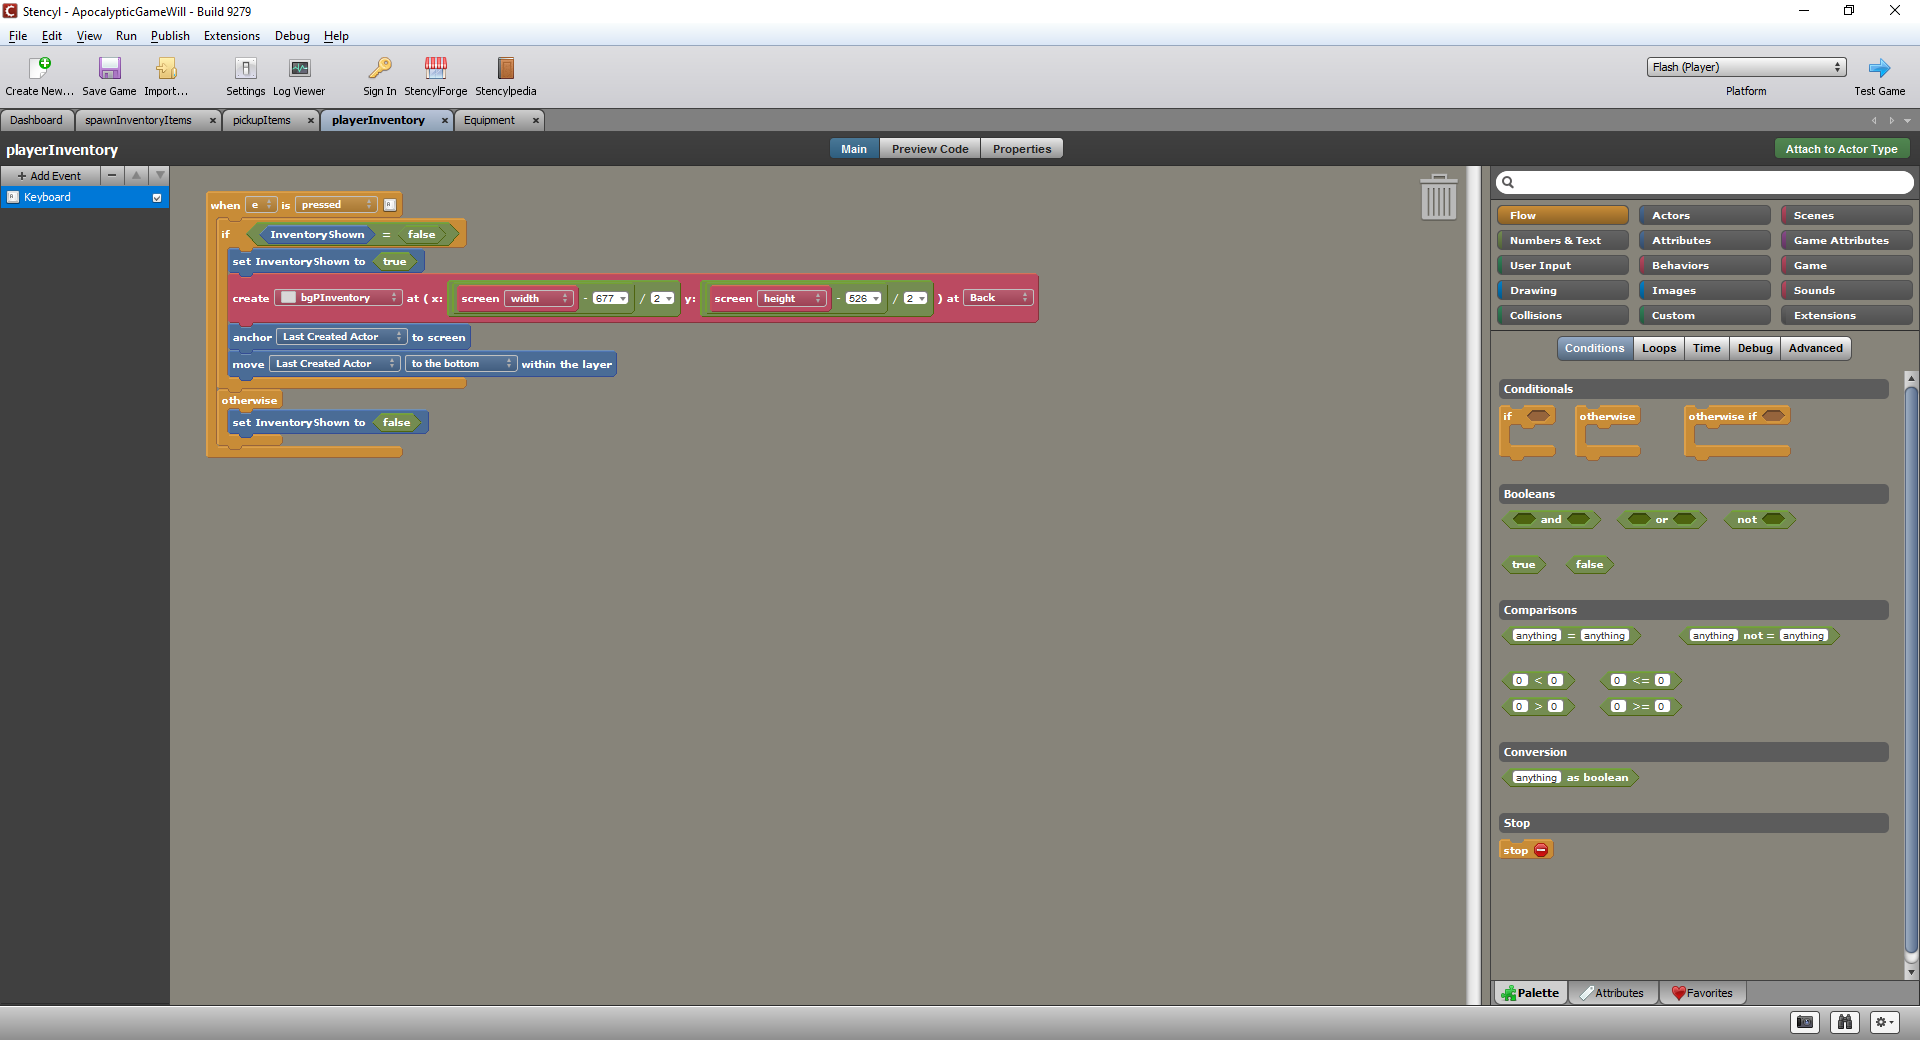 Stencyl - ApocalypticGameWill - Build 9279
File Edit View Run Publish Extensions Debug Help
Create New... Save Game Import... Settings Log Viewer Sign In StencylForge Stencylpedia
Flash (Player)
Platform
Test Game
Dashboard spawnInventoryItems × pickupItems × playerInventory × Equipment ×
playerInventory
Main Preview Code Properties
Attach to Actor Type
+ Add Event
Keyboard
when e is pressed
if InventoryShown = false
set InventoryShown to true
create bgPInventory at ( x: screen width - 677 / 2 y: screen height - 526 / 2 ) at Back
anchor Last Created Actor to screen
move Last Created Actor to the bottom within the layer
otherwise
set InventoryShown to false
Flow Actors Scenes
Numbers & Text Attributes Game Attributes
User Input Behaviors Game
Drawing Images Sounds
Collisions Custom Extensions
Conditions Loops Time Debug Advanced
Conditionals
if otherwise otherwise if
Booleans
and or not
true false
Comparisons
anything = anything anything not = anything
0 < 0 0 <= 0
0 > 0 0 >= 0
Conversion
anything as boolean
Stop
stop
Palette Attributes Favorites